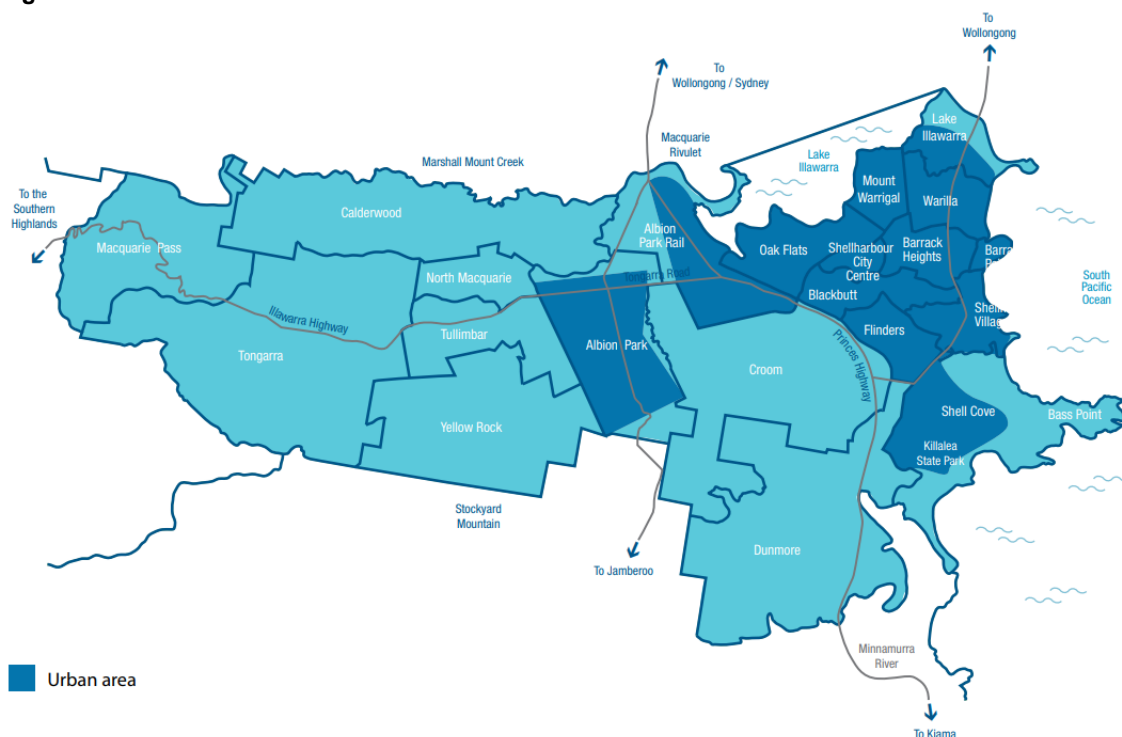 To
Wollongong
To
Wollongong / Sydney
Lake
Illawarra
Macquarie
Rivulet
Marshall Mount Creek
Lake
Illawarra
To the
Southern
Highlands
Mount
Warrigal
Warilla
Calderwood
Macquarie Pass
Albion
Park Rail
Oak Flats
Shellharbour
City
Centre
Barrack
Heights
South
Pacific
Ocean
North Macquarie
Tongarra Road
Blackbutt
Village
Illawarra Highway
Tullimbar
Flinders
Albion Park
Tongarra
Croom
Princes Highway
Shell Cove
Bass Point
Yellow Rock
Killalea
State Park
Stockyard
Mountain
Dunmore
To Jamberoo
Minnamurra
River
Urban area
To Kiama